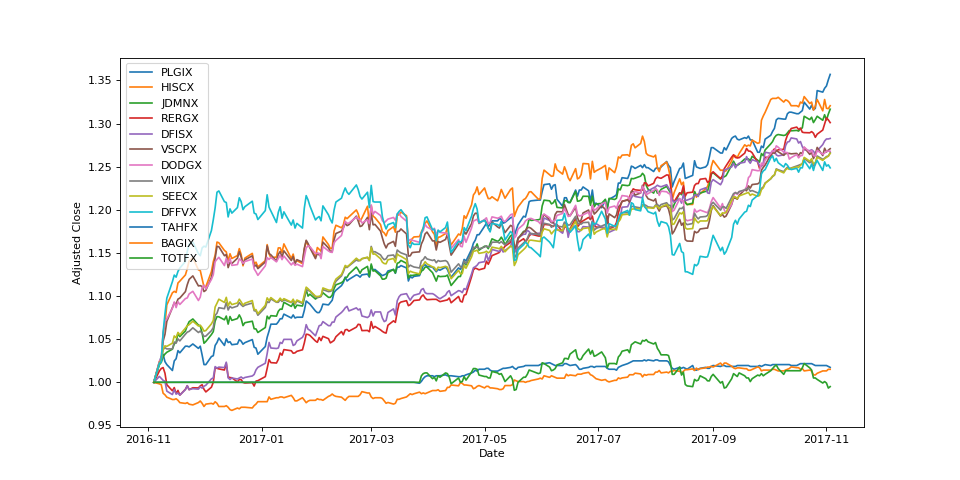 PLGIX
HISCX
JDMNX
RERGX
DFISX
VSCPX
DODGX
VIIIX
SEECX
DFFVX
TAHFX
BAGIX
TOTFX
1.35
1.30
1.25
1.20
1.15
1.10
1.05
1.00
0.95
Adjusted Close
2016-11 2017-01 2017-03 2017-05 2017-07 2017-09 2017-11
Date